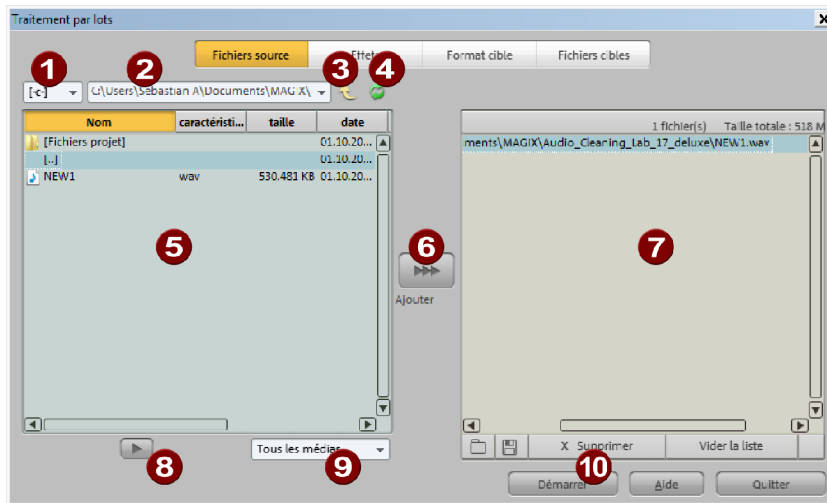 Traitement par lots
Fichiers source
Effets
Format cible
Fichiers cibles
1
2
3
4
[-c-]
C:\Users\Sebastian A\Documents\MAGIX\
Nom
caractéristi...
taille
date
[Fichiers projet]
01.10.20...
[..]
01.10.20...
NEW1
wav
530.481 KB
01.10.20...
5
6
Ajouter
1 fichier(s)
Taille totale : 518 M
ments\MAGIX\Audio_Cleaning_Lab_17_deluxe\NEW1.wav
7
8
Tous les médias
9
X Supprimer
Vider la liste
10
Démarrer
Aide
Quitter